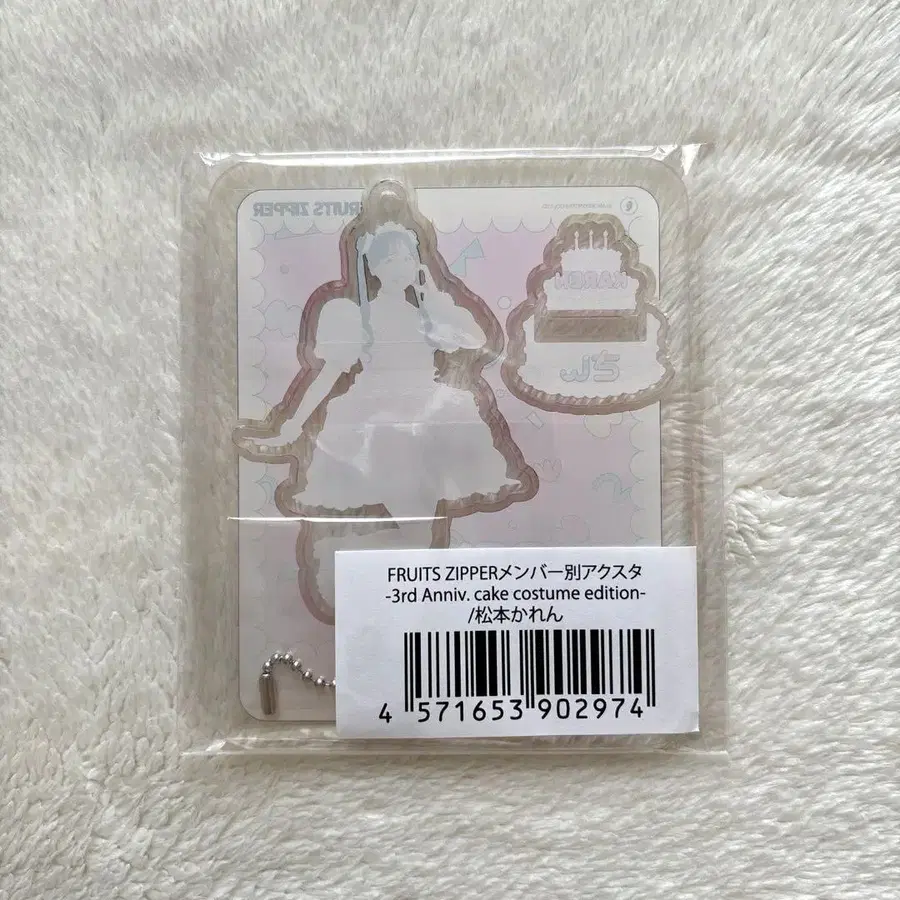 FRUITS ZIPPER
KAREN
FRUITS ZIPPERメンバー別アクスタ
-3rd Anniv. cake costume edition-
/松本かれん
4 571653 902974